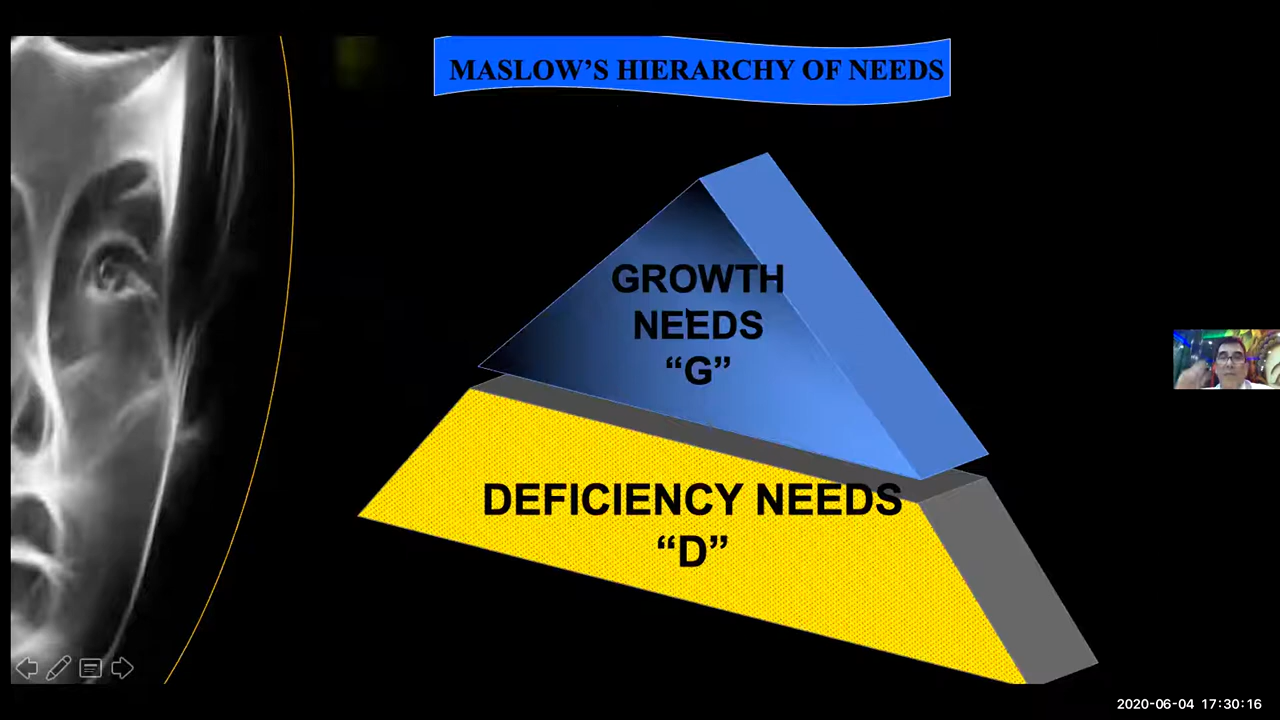 MASLOW’S HIERARCHY OF NEEDS
GROWTH
NEEDS
“G”
DEFICIENCY NEEDS
“D”
2020-06-04 17:30:16